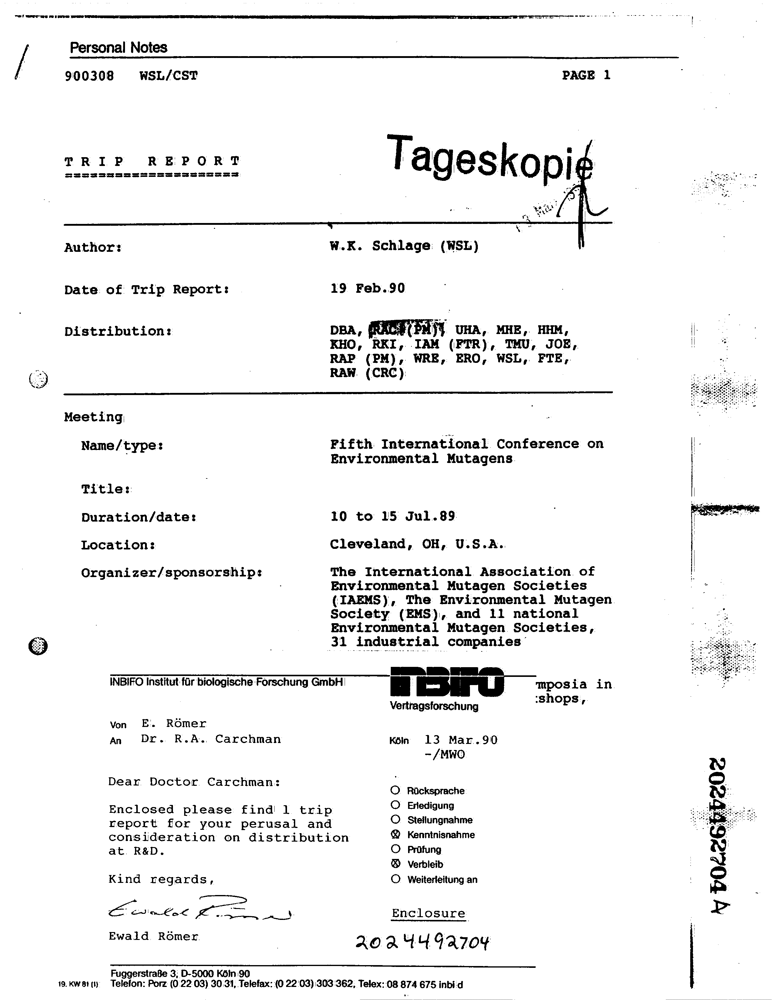 Personal Notes
900308 WSL/CST PAGE 1
TRIP REPORT
=====================
Tageskopie
Author: W.K. Schlage (WSL)
Date of Trip Report: 19 Feb.90
Distribution: DBA, RAC (PM), UHA, MHE, HHM,
KHO, RKI, IAM (FTR), TMU, JOE,
RAP (PM), WRE, ERO, WSL, FTE,
RAW (CRC)
Meeting
Name/type: Fifth International Conference on
Environmental Mutagens
Title:
Duration/date: 10 to 15 Jul.89
Location: Cleveland, OH, U.S.A.
Organizer/sponsorship: The International Association of
Environmental Mutagen Societies
(IAEMS), The Environmental Mutagen
Society (EMS), and 11 national
Environmental Mutagen Societies,
31 industrial companies
mposia in
shops,
INBIFO Institut für biologische Forschung GmbH
INBIFO
Vertragsforschung
Von E. Römer
An Dr. R.A. Carchman
Köln 13 Mar.90
-/MWO
Dear Doctor Carchman:
Enclosed please find 1 trip
report for your perusal and
consideration on distribution
at R&D.
Kind regards,
Ewald Römer
Ewald Römer
Rücksprache
Erledigung
Stellungnahme
Kenntnisnahme
Prüfung
Verbleib
Weiterleitung an
Enclosure
2024492704
19. KW 81 (1)
Fuggerstraße 3, D-5000 Köln 90
Telefon: Porz (0 22 03) 30 31, Telefax: (0 22 03) 303 362, Telex: 08 874 675 inbi d
2024492704 A